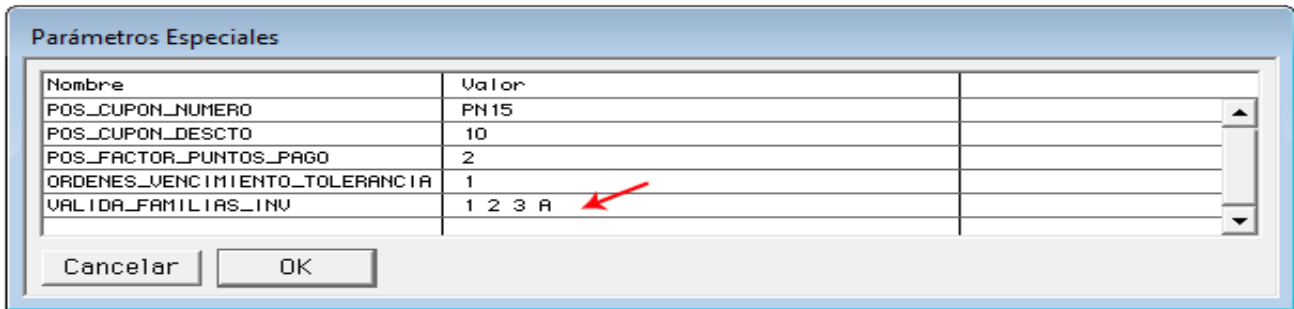 Parámetros Especiales
Nombre Valor
POS_CUPON_NUMERO PN15
POS_CUPON_DESCTO 10
POS_FACTOR_PUNTOS_PAGO 2
ORDENES_VENCIMIENTO_TOLERANCIA 1
VALIDA_FAMILIAS_INV 1 2 3 A
Cancelar OK